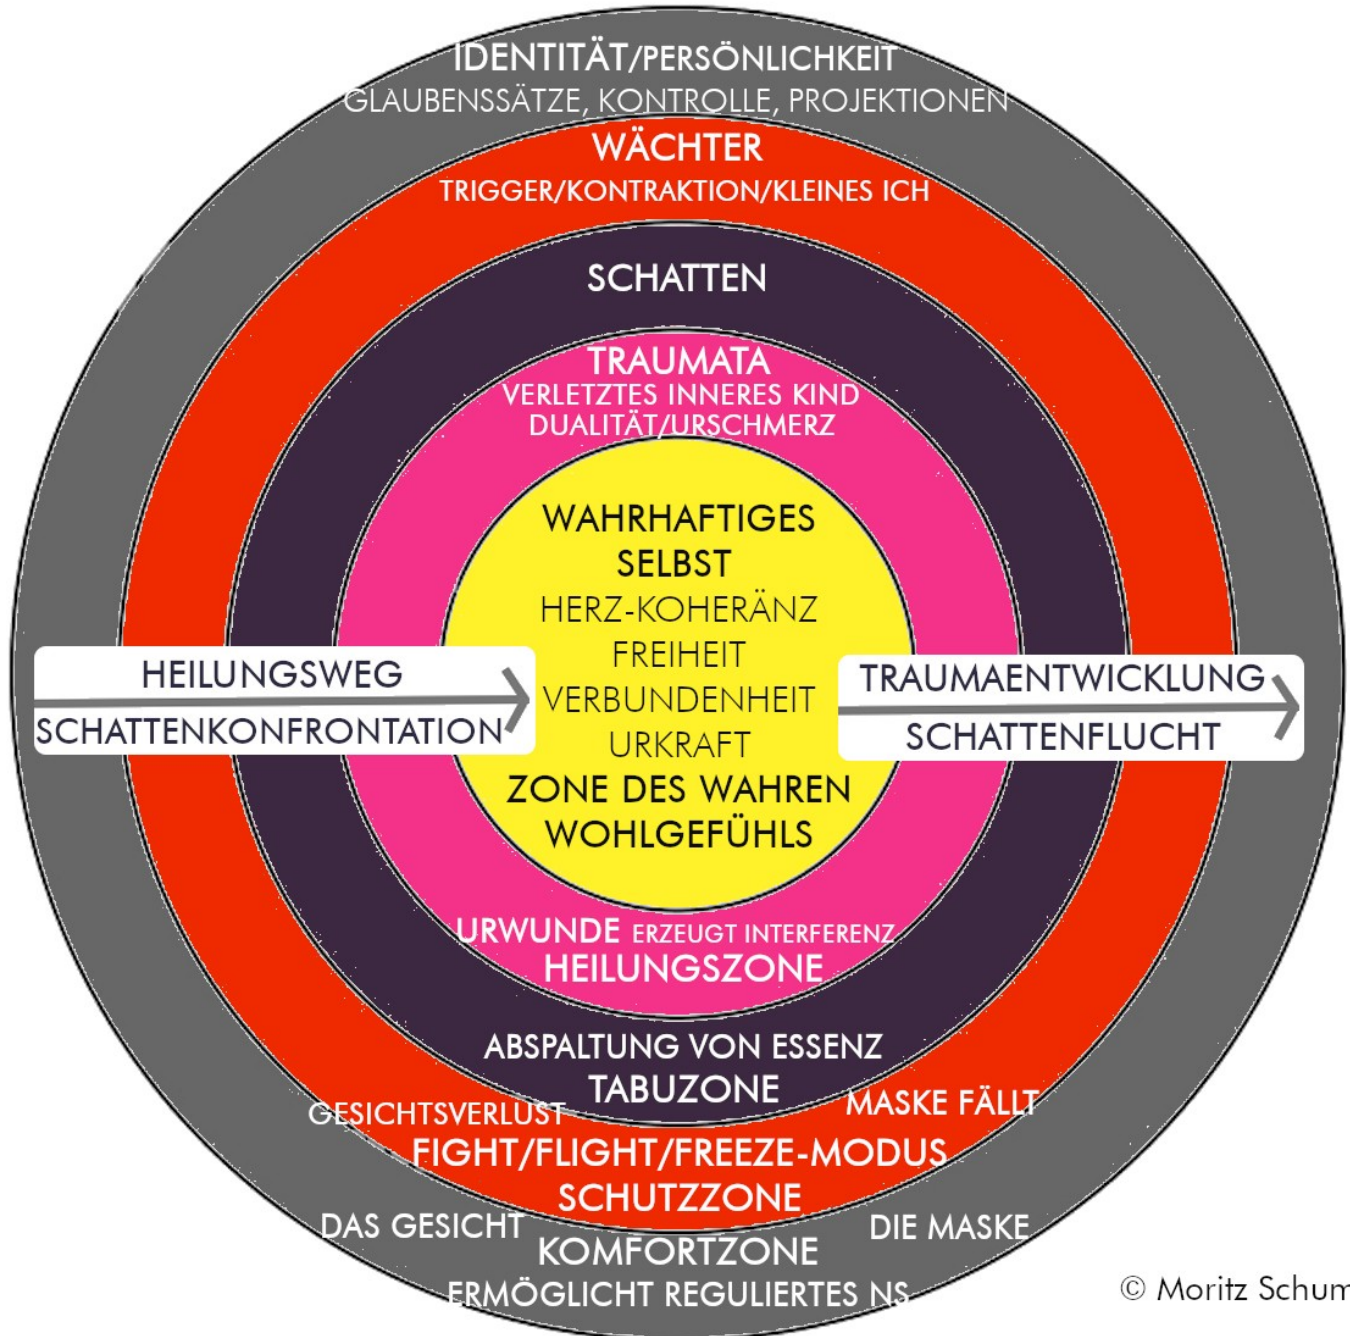 IDENTITÄT/PERSÖNLICHKEIT
GLAUBENSSÄTZE, KONTROLLE, PROJEKTIONEN
WÄCHTER
TRIGGER/KONTRAKTION/KLEINES ICH
SCHATTEN
TRAUMATA
VERLETZTES INNERES KIND
DUALITÄT/URSCHMERZ
WAHRHAFTIGES
SELBST
HERZ-KOHERÄNZ
FREIHEIT
VERBUNDENHEIT
URKRAFT
ZONE DES WAHREN
WOHLGEFÜHLS
HEILUNGSWEG
SCHATTENKONFRONTATION
TRAUMAENTWICKLUNG
SCHATTENFLUCHT
URWUNDE ERZEUGT INTERFERENZ
HEILUNGSZONE
ABSPALTUNG VON ESSENZ
TABUZONE
GESICHTSVERLUST
MASKE FÄLLT
FIGHT/FLIGHT/FREEZE-MODUS
SCHUTZZONE
DAS GESICHT
DIE MASKE
KOMFORTZONE
ERMÖGLICHT REGULIERTES NS
© Moritz Schum